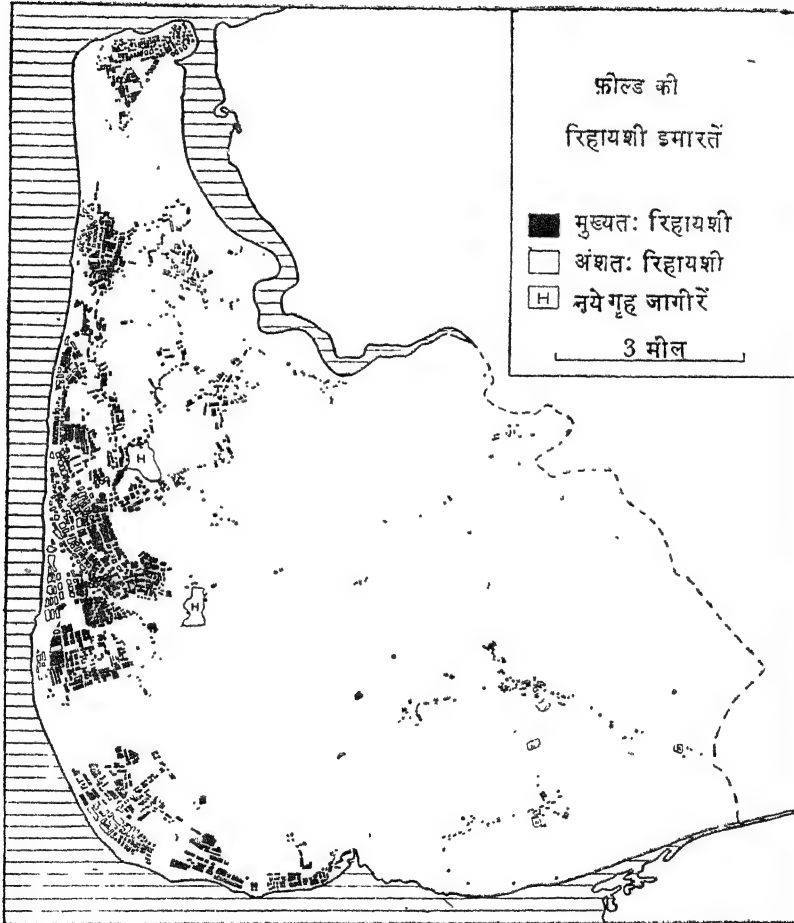 फ़ील्ड की
रिहायशी इमारतें
मुख्यत: रिहायशी
अंशत: रिहायशी
H नये गृह जागीरें
3 मील
H
H
H